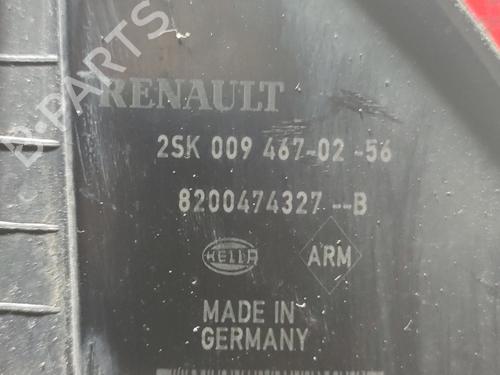 B-PARTS
RENAULT
2SK 009 467-02-56
8200474327--B
HELLA
ARM
MADE IN
GERMANY